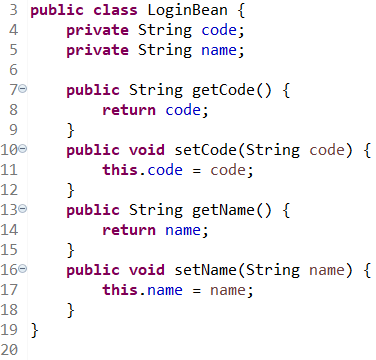 3 public class LoginBean {
4     private String code;
5     private String name;
6
7     public String getCode() {
8         return code;
9     }
10     public void setCode(String code) {
11         this.code = code;
12     }
13     public String getName() {
14         return name;
15     }
16     public void setName(String name) {
17         this.name = name;
18     }
19 }
20